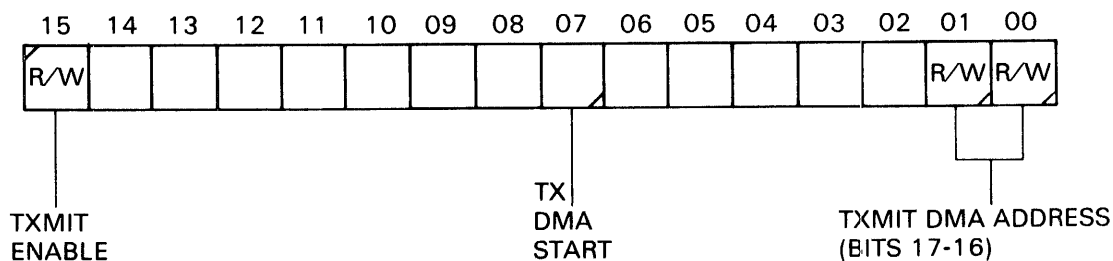 15 14 13 12 11 10 09 08 07 06 05 04 03 02 01 00
R/W R/W R/W
TXMIT ENABLE
TX DMA START
TXMIT DMA ADDRESS
(BITS 17-16)